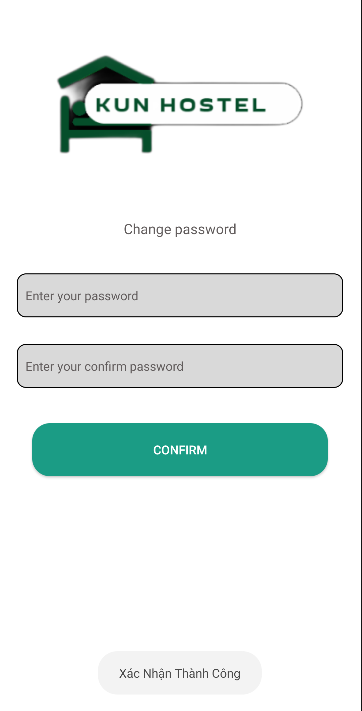 KUN HOSTEL
Change password
Enter your password
Enter your confirm password
CONFIRM
Xác Nhận Thành Công